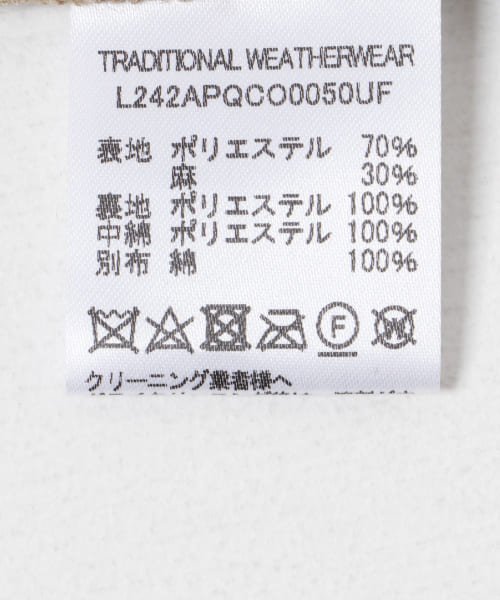 TRADITIONAL WEATHERWEAR
L242APQCO0050UF
表地 ポリエステル 70%
麻 30%
裏地 ポリエステル 100%
中綿 ポリエステル 100%
別布 綿 100%
F W
クリーニング業者様へ